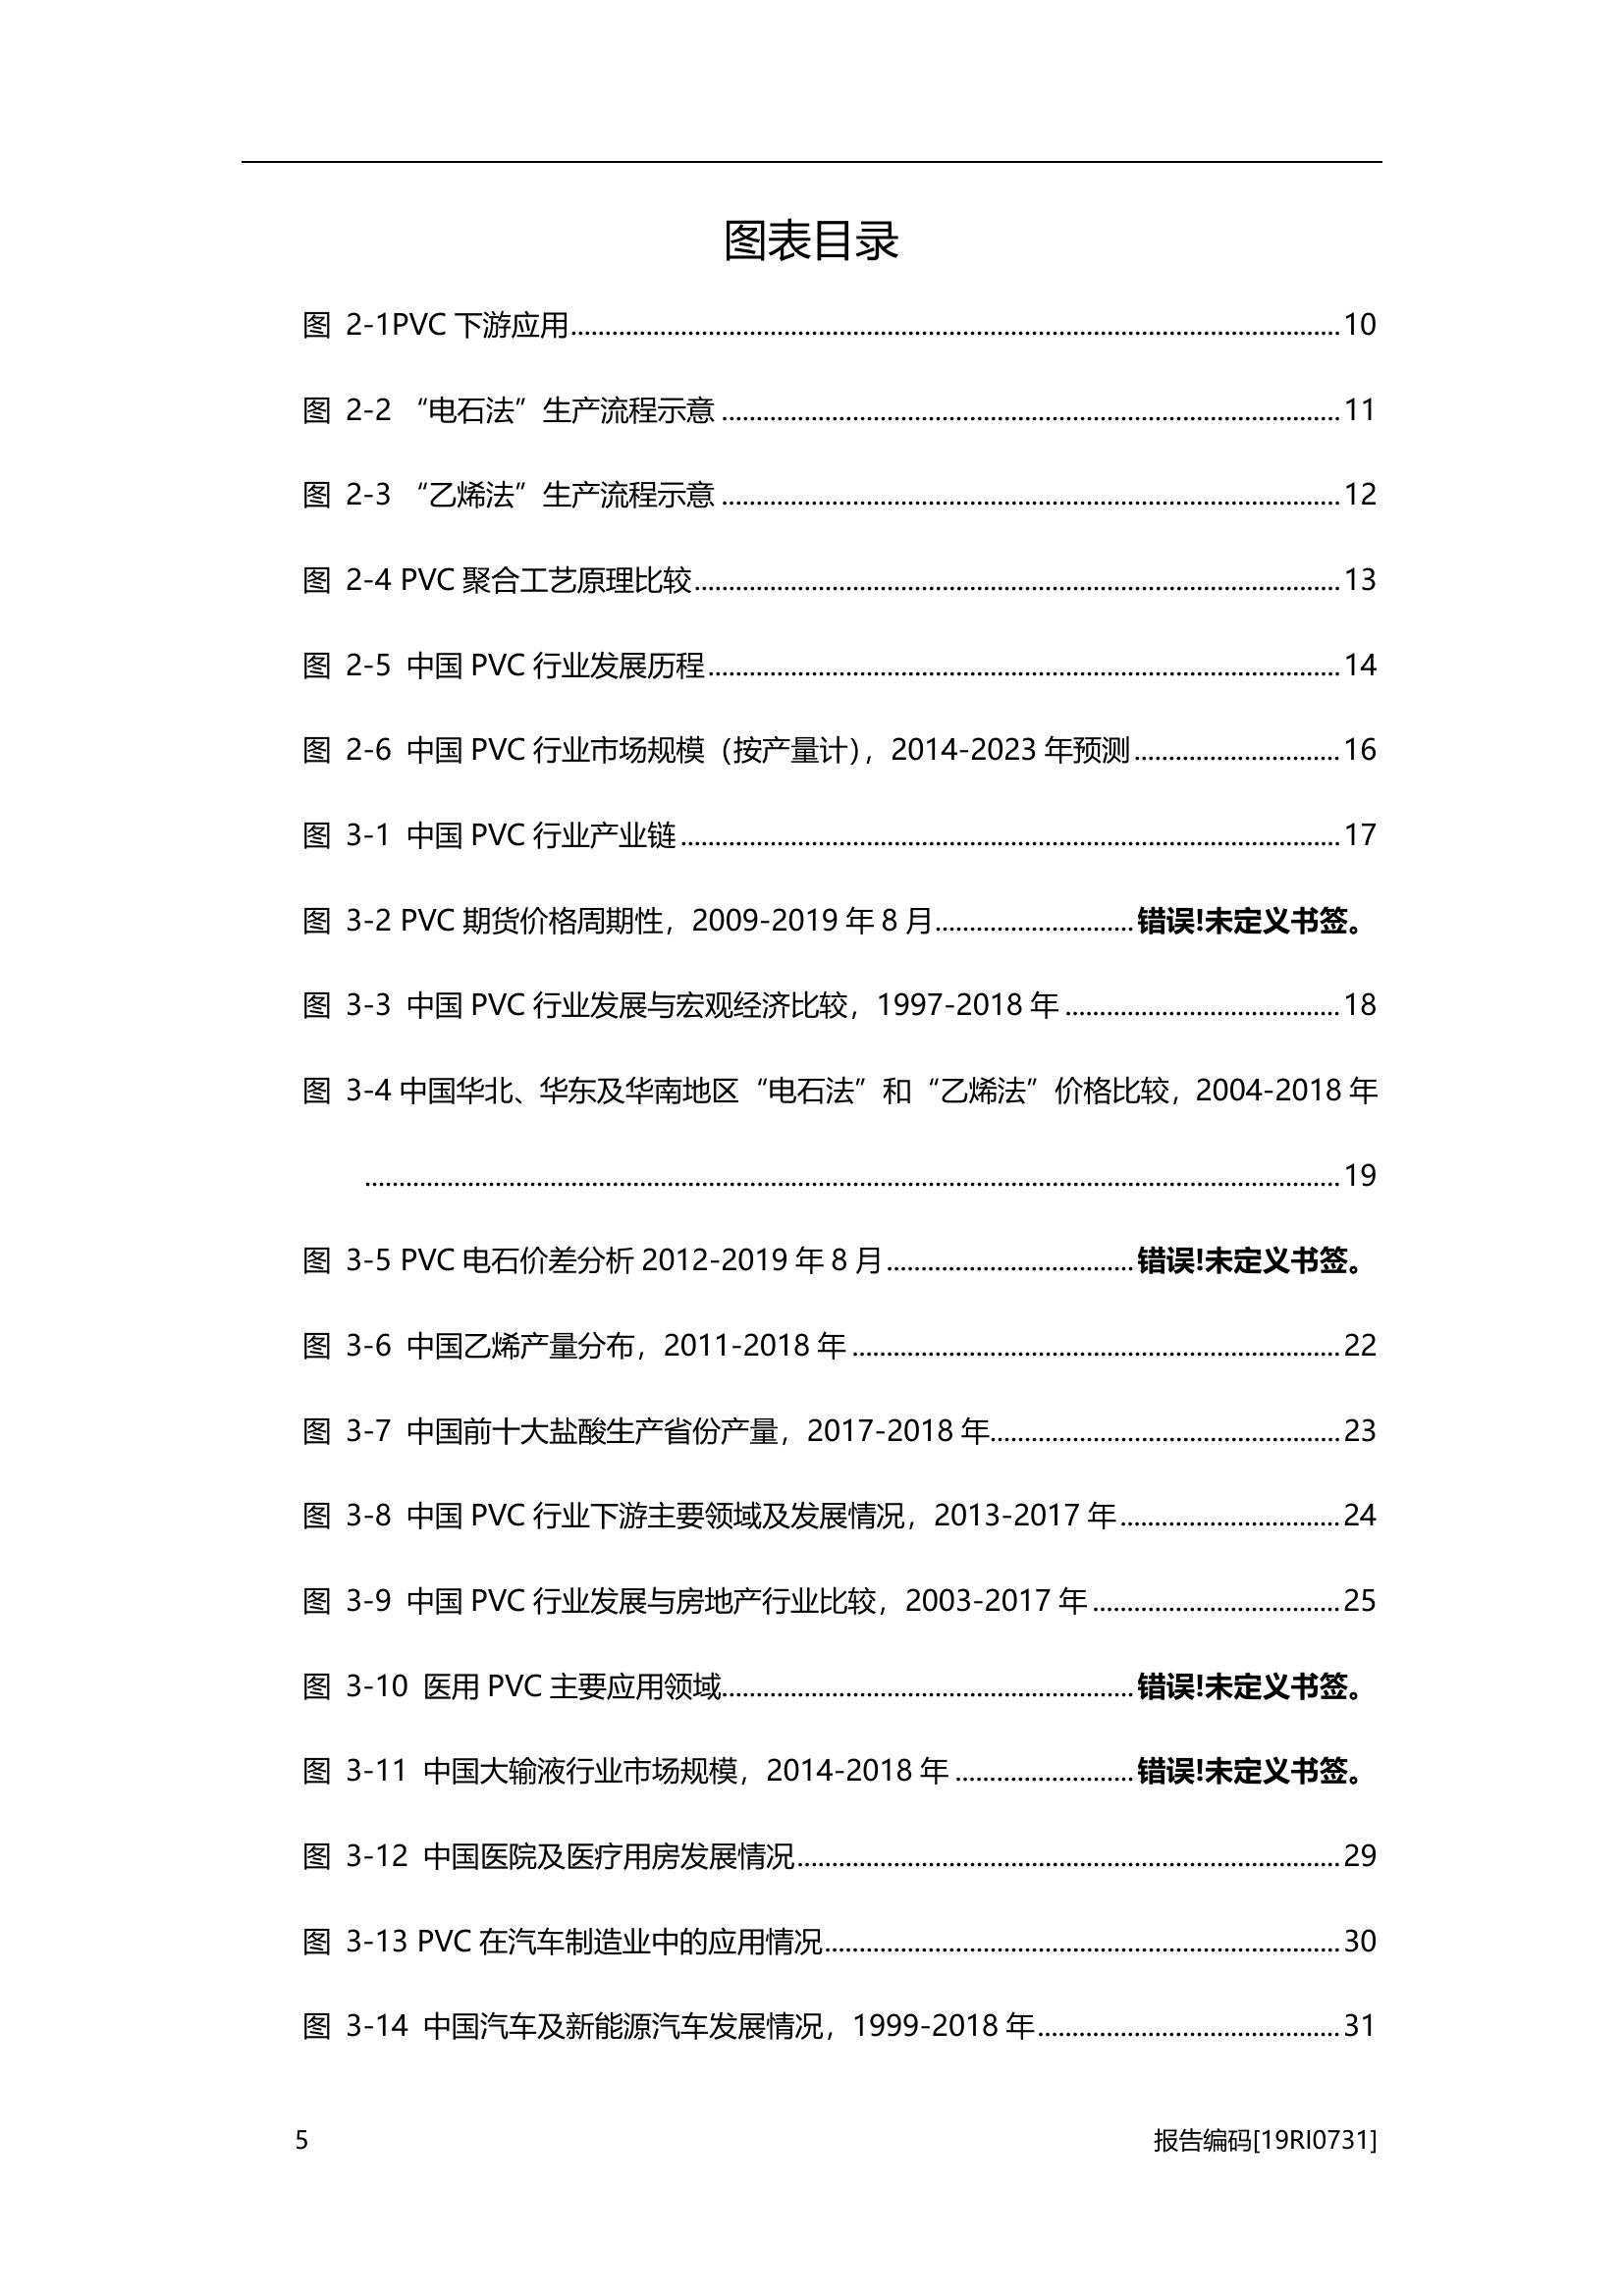 图表目录
图 2-1PVC 下游应用................................10
图 2-2 “电石法”生产流程示意................................11
图 2-3 “乙烯法”生产流程示意................................12
图 2-4 PVC 聚合工艺原理比较................................13
图 2-5 中国 PVC 行业发展历程................................14
图 2-6 中国 PVC 行业市场规模（按产量计），2014-2023 年预测................................16
图 3-1 中国 PVC 行业产业链................................17
图 3-2 PVC 期货价格周期性，2009-2019 年 8 月................................错误!未定义书签。
图 3-3 中国 PVC 行业发展与宏观经济比较，1997-2018 年................................18
图 3-4 中国华北、华东及华南地区“电石法”和“乙烯法”价格比较，2004-2018 年
................................19
图 3-5 PVC 电石价差分析 2012-2019 年 8 月................................错误!未定义书签。
图 3-6 中国乙烯产量分布，2011-2018 年................................22
图 3-7 中国前十大盐酸生产省份产量，2017-2018 年................................23
图 3-8 中国 PVC 行业下游主要领域及发展情况，2013-2017 年................................24
图 3-9 中国 PVC 行业发展与房地产行业比较，2003-2017 年................................25
图 3-10 医用 PVC 主要应用领域................................错误!未定义书签。
图 3-11 中国大输液行业市场规模，2014-2018 年................................错误!未定义书签。
图 3-12 中国医院及医疗用房发展情况................................29
图 3-13 PVC 在汽车制造业中的应用情况................................30
图 3-14 中国汽车及新能源汽车发展情况，1999-2018 年................................31
5 报告编码[19RI0731]